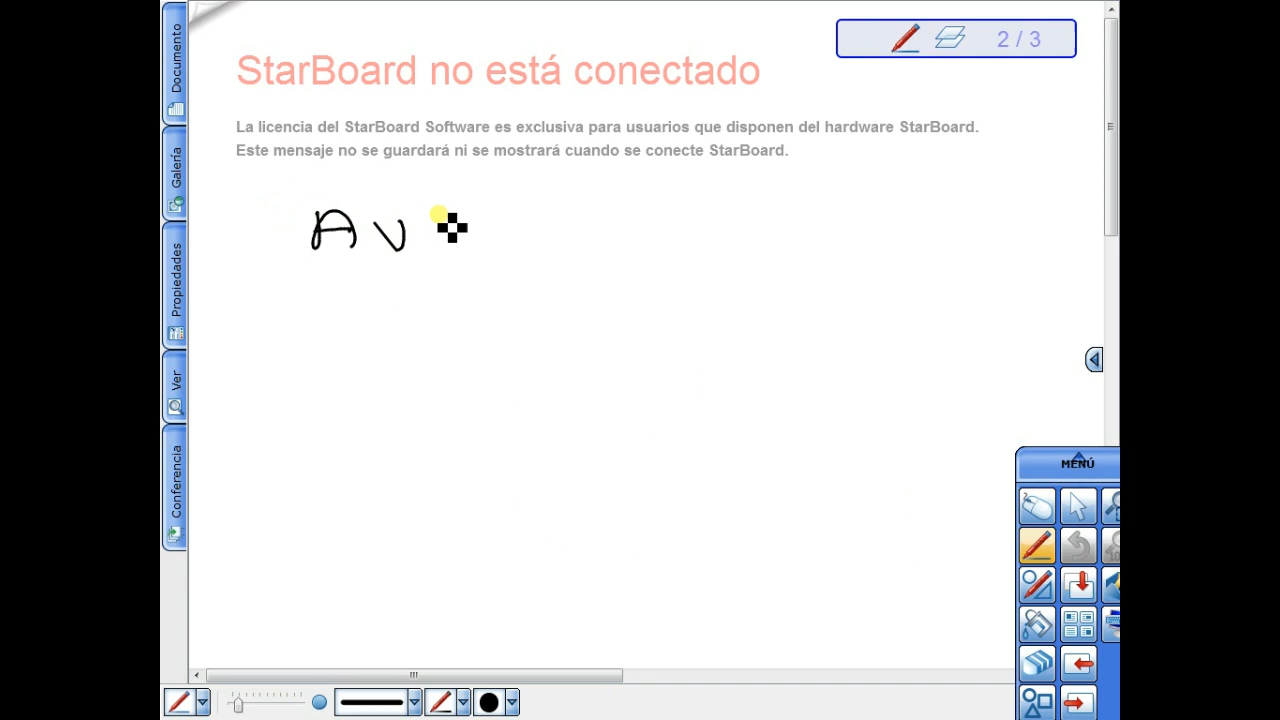 2 / 3
StarBoard no está conectado
La licencia del StarBoard Software es exclusiva para usuarios que disponen del hardware StarBoard.
Este mensaje no se guardará ni se mostrará cuando se conecte StarBoard.
A v
Documento
Galería
Propiedades
Ver
Conferencia
MENÚ